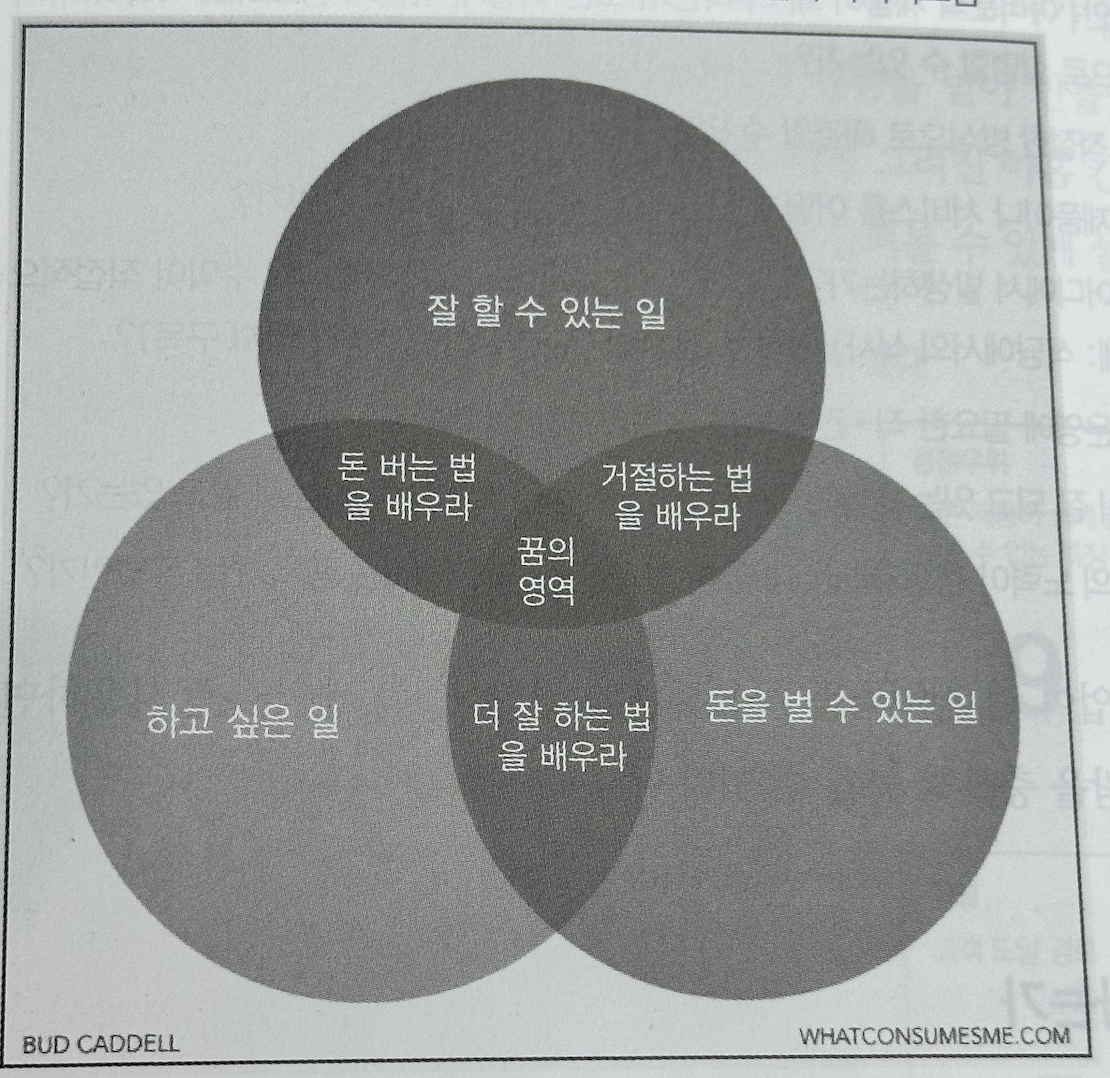 잘 할 수 있는 일
돈 버는 법
을 배우라
거절하는 법
을 배우라
꿈의
영역
하고 싶은 일
더 잘 하는 법
을 배우라
돈을 벌 수 있는 일
BUD CADDELL
WHATCONSUMESME.COM